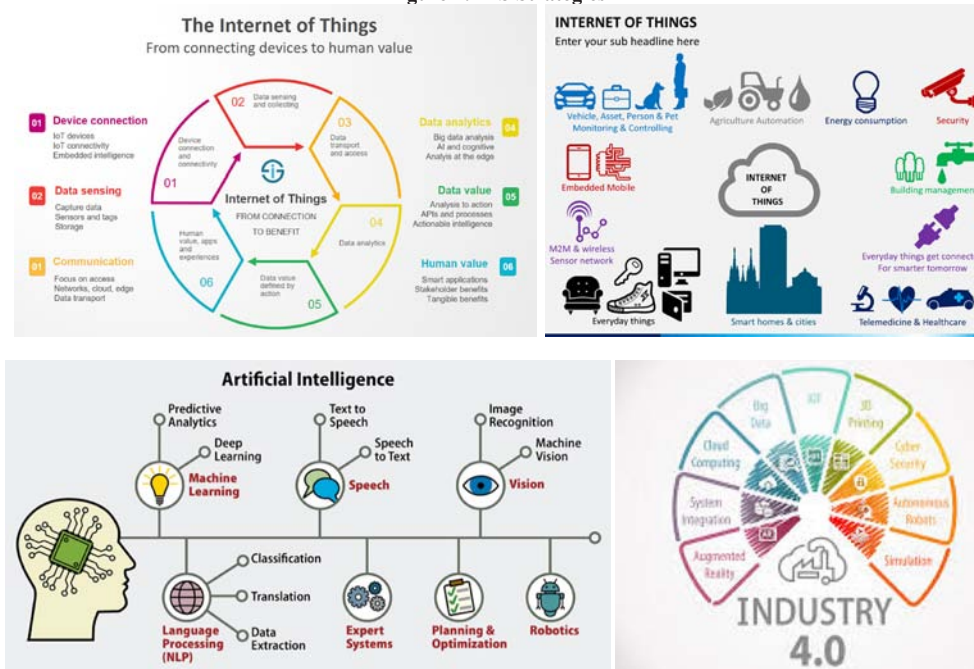 The Internet of Things
From connecting devices to human value
01 Device connection
IoT devices
IoT connectivity
Embedded intelligence
02 Data sensing
Capture data
Sensors and tags
Storage
01 Communication
Focus on access
Networks, cloud, edge
Data transport
02
Data sensing
and collecting
03
Data
transport
and access
Device
connection
and
connectivity
01
Internet of Things
FROM CONNECTION
TO BENEFIT
04
Data analytics
Human
value, apps
and
experiences
06
Data value
defined by
action
05
Data analytics 04
Big data analysis
AI and cognitive
Analyis at the edge
Data value 05
Analysis to action
APIs and processes
Actionable intelligence
Human value 06
Smart applications
Stakeholder benefits
Tangible benefits
INTERNET OF THINGS
Enter your sub headline here
Vehicle, Asset, Person & Pet
Monitoring & Controlling
Agriculture Automation
Energy consumption
Security
Embedded Mobile
INTERNET
OF
THINGS
Building management
M2M & wireless
Sensor network
Everyday things get connect
For smarter tomorrow
Everyday things
Smart homes & cities
Telemedicine & Healthcare
Artificial Intelligence
Predictive
Analytics
Deep
Learning
Machine
Learning
Text to
Speech
Speech
to Text
Speech
Image
Recognition
Machine
Vision
Vision
Classification
Translation
Data
Extraction
Language
Processing
(NLP)
Expert
Systems
Planning &
Optimization
Robotics
Augmented
Reality
System
Integration
Cloud
Computing
Big
Data
IOT
3D
Printing
Cyber
Security
Autonomous
Robots
Simulation
INDUSTRY
4.0